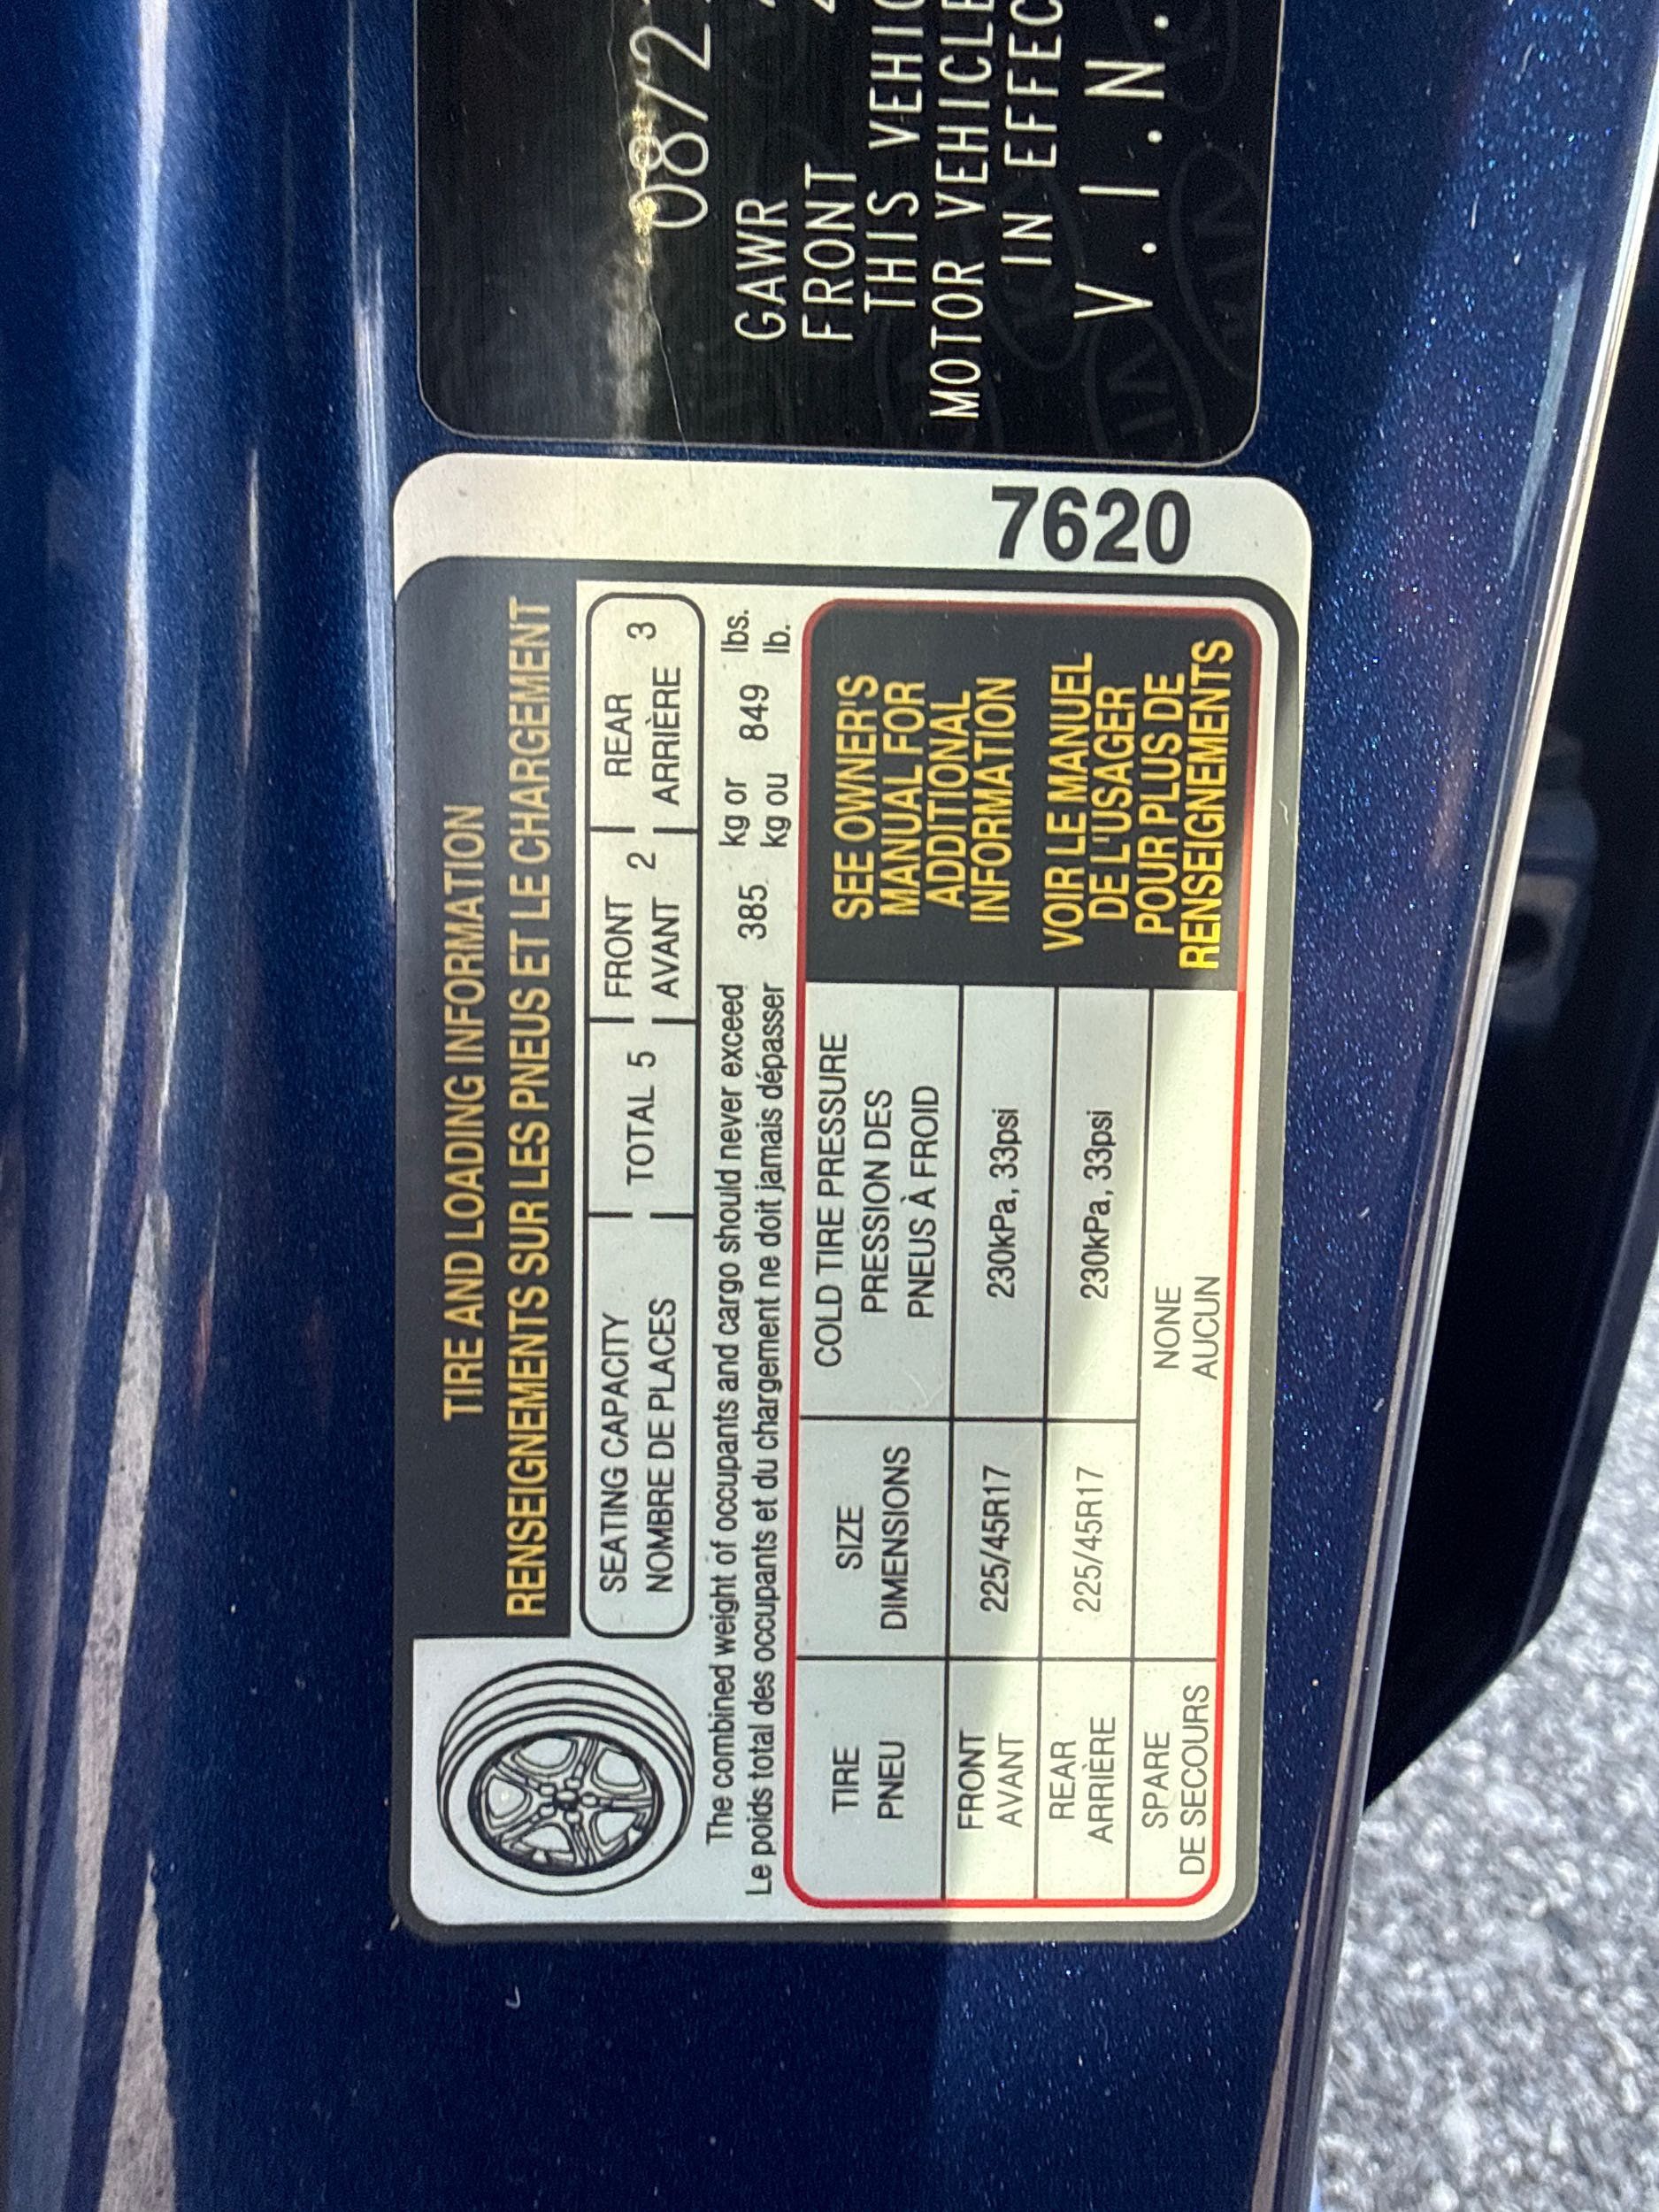 TIRE AND LOADING INFORMATION
RENSEIGNEMENTS SUR LES PNEUS ET LE CHARGEMENT
SEATING CAPACITY | TOTAL 5 | FRONT 2 | REAR 3
NOMBRE DE PLACES | AVANT | ARRIÈRE
The combined weight of occupants and cargo should never exceed 385 kg or 849 lbs.
Le poids total des occupants et du chargement ne doit jamais dépasser kg ou lb.
TIRE SIZE COLD TIRE PRESSURE
PNEU DIMENSIONS PRESSION DES
PNEUS À FROID
FRONT 225/45R17 230kPa, 33psi
AVANT
REAR 225/45R17 230kPa, 33psi
ARRIÈRE
SPARE NONE
DE SECOURS AUCUN
SEE OWNER'S
MANUAL FOR
ADDITIONAL
INFORMATION
VOIR LE MANUEL
DE L'USAGER
POUR PLUS DE
RENSEIGNEMENTS
7620
08/2
GAWR
FRONT
THIS VEHIC
MOTOR VEHICLE
IN EFFEC
V.I.N.
KIA